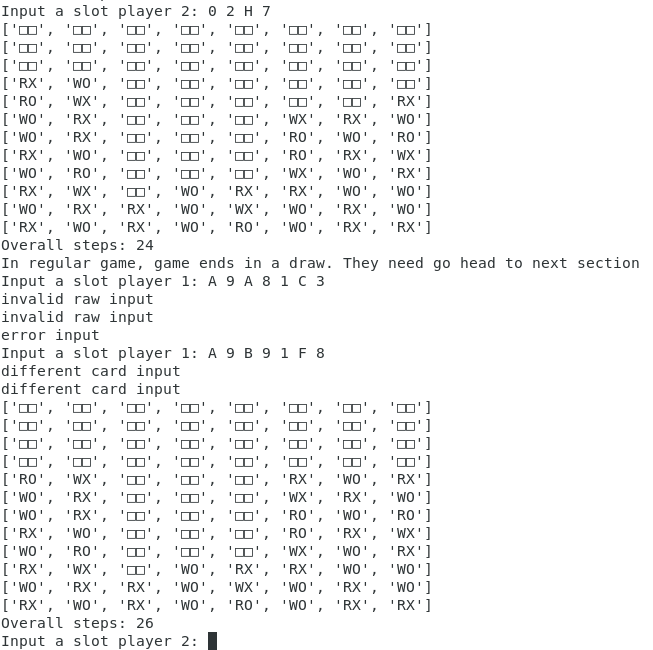 Input a slot player 2: 0 2 H 7
['□□', '□□', '□□', '□□', '□□', '□□', '□□', '□□']
['□□', '□□', '□□', '□□', '□□', '□□', '□□', '□□']
['□□', '□□', '□□', '□□', '□□', '□□', '□□', '□□']
['RX', 'WO', '□□', '□□', '□□', '□□', '□□', '□□']
['RO', 'WX', '□□', '□□', '□□', '□□', '□□', 'RX']
['WO', 'RX', '□□', '□□', '□□', 'WX', 'RX', 'WO']
['WO', 'RX', '□□', '□□', '□□', 'RO', 'WO', 'RO']
['RX', 'WO', '□□', '□□', '□□', 'RO', 'RX', 'WX']
['WO', 'RO', '□□', '□□', '□□', 'WX', 'WO', 'RX']
['RX', 'WX', '□□', 'WO', 'RX', 'RX', 'WO', 'WO']
['WO', 'RX', 'RX', 'WO', 'WX', 'WO', 'RX', 'WO']
['RX', 'WO', 'RX', 'WO', 'RO', 'WO', 'RX', 'RX']
Overall steps: 24
In regular game, game ends in a draw. They need go head to next section
Input a slot player 1: A 9 A 8 1 C 3
invalid raw input
invalid raw input
error input
Input a slot player 1: A 9 B 9 1 F 8
different card input
different card input
['□□', '□□', '□□', '□□', '□□', '□□', '□□', '□□']
['□□', '□□', '□□', '□□', '□□', '□□', '□□', '□□']
['□□', '□□', '□□', '□□', '□□', '□□', '□□', '□□']
['□□', '□□', '□□', '□□', '□□', '□□', '□□', '□□']
['RO', 'WX', '□□', '□□', '□□', 'RX', 'WO', 'RX']
['WO', 'RX', '□□', '□□', '□□', 'WX', 'RX', 'WO']
['WO', 'RX', '□□', '□□', '□□', 'RO', 'WO', 'RO']
['RX', 'WO', '□□', '□□', '□□', 'RO', 'RX', 'WX']
['WO', 'RO', '□□', '□□', '□□', 'WX', 'WO', 'RX']
['RX', 'WX', '□□', 'WO', 'RX', 'RX', 'WO', 'WO']
['WO', 'RX', 'RX', 'WO', 'WX', 'WO', 'RX', 'WO']
['RX', 'WO', 'RX', 'WO', 'RO', 'WO', 'RX', 'RX']
Overall steps: 26
Input a slot player 2: